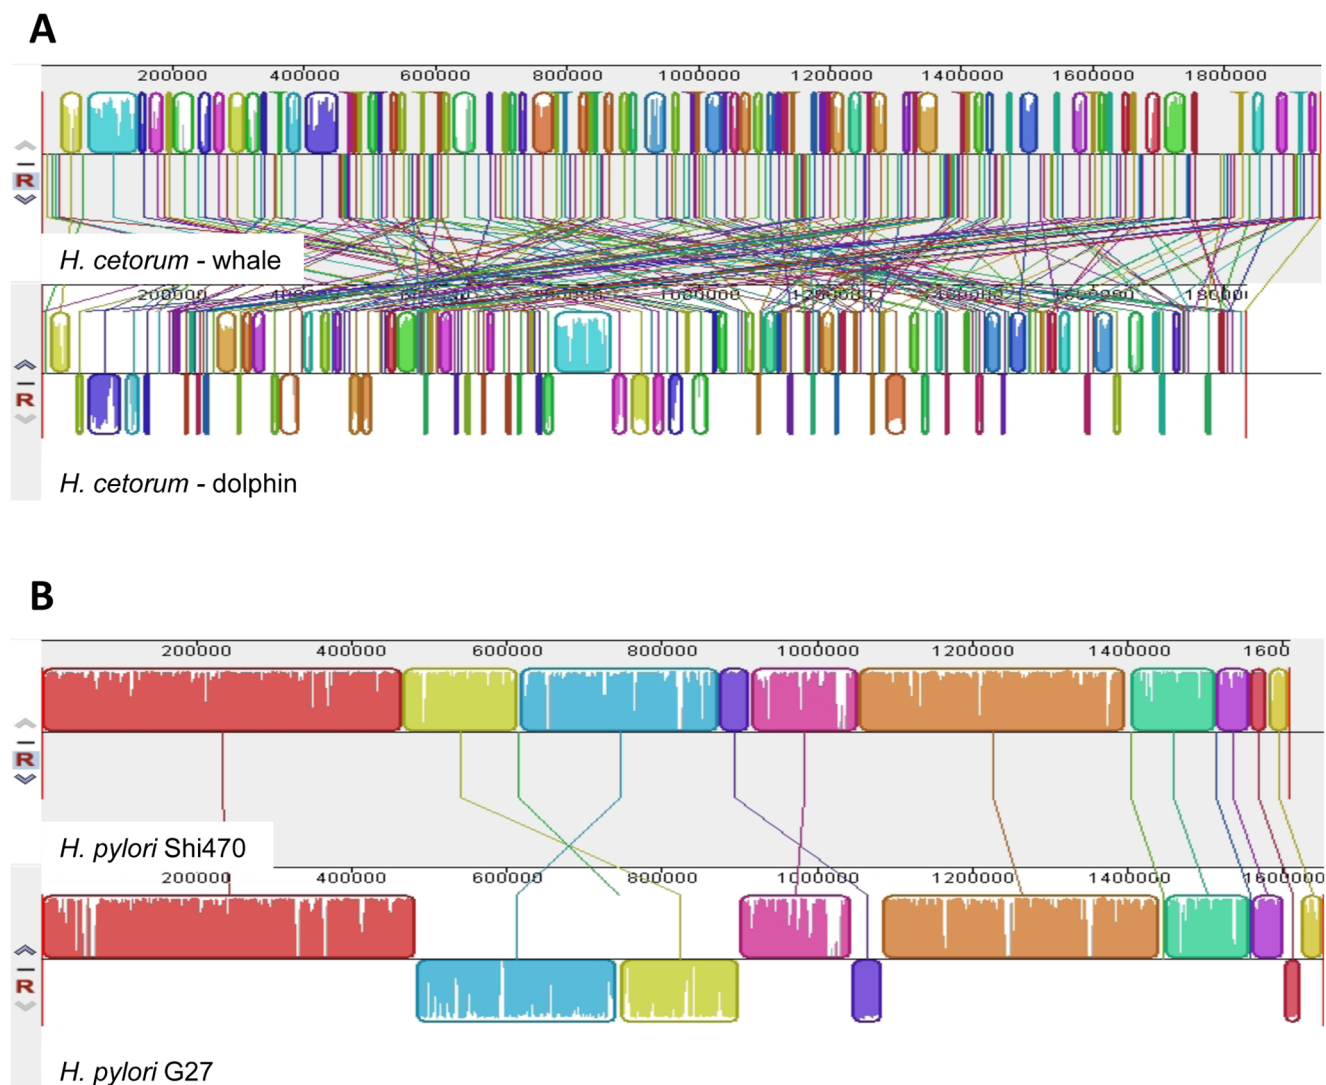 A
200000 400000 600000 800000 1000000 1200000 1400000 1600000 1800000
R
H. cetorum - whale
200000 1000000
R
H. cetorum - dolphin
B
200000 400000 600000 800000 1000000 1200000 1400000 1600
R
H. pylori Shi470
200000 400000 600000 800000 1000000 1200000 1400000 1600000
R
H. pylori G27